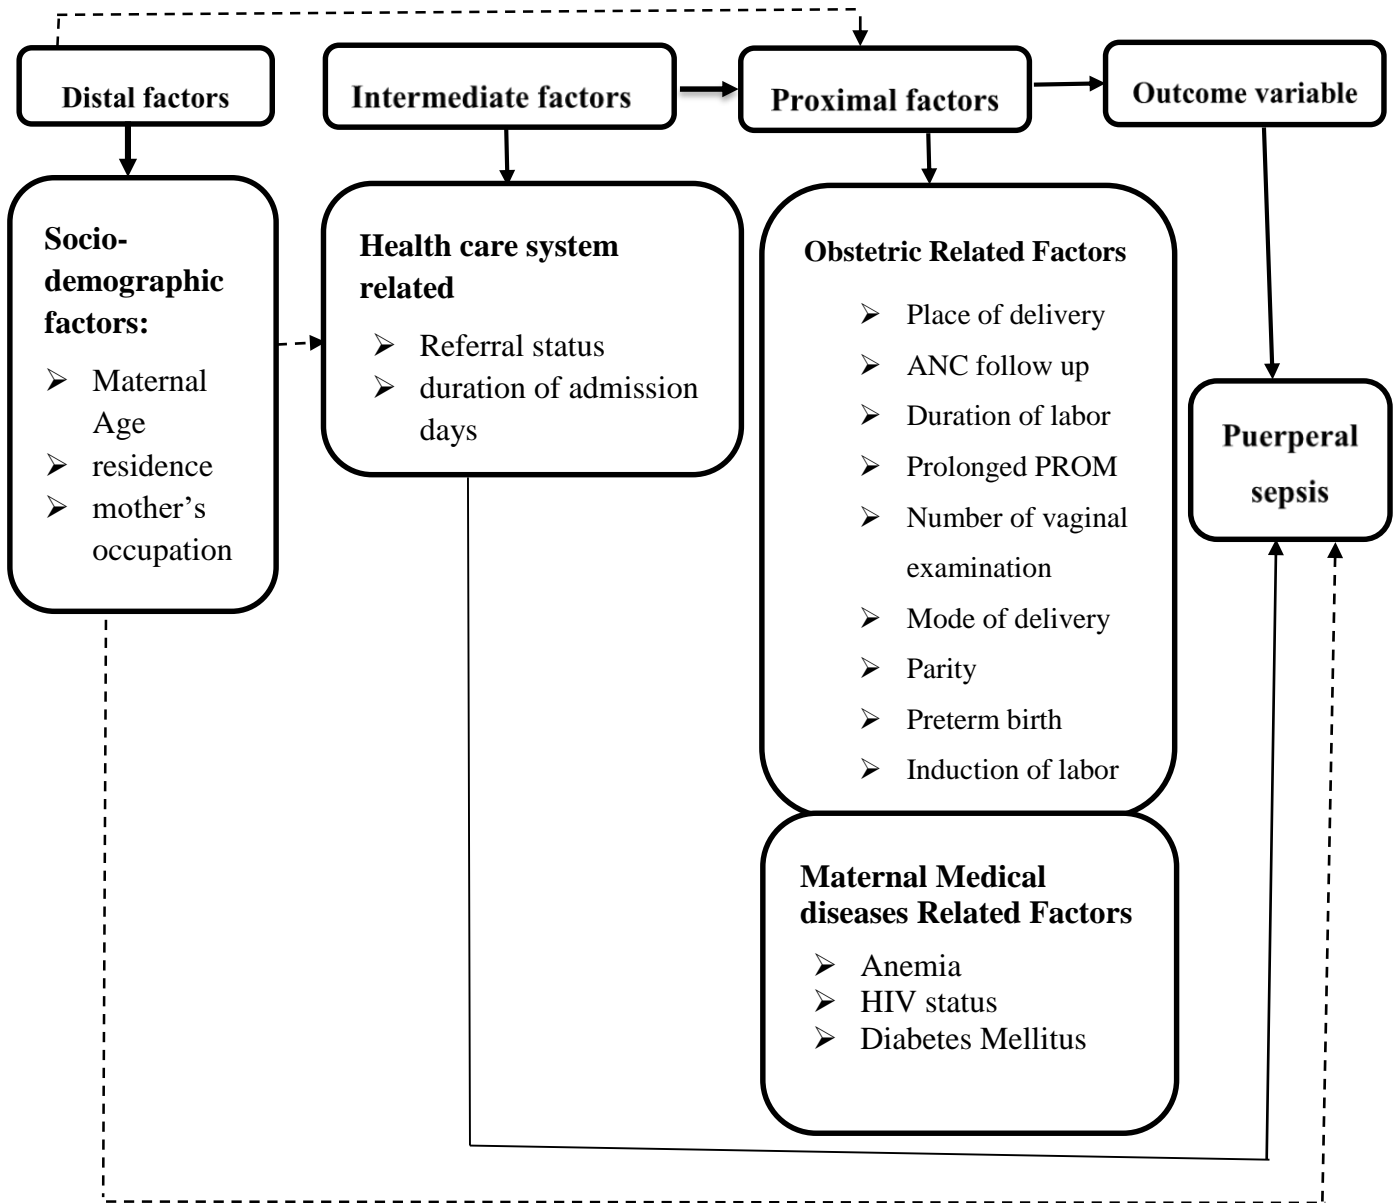 Distal factors
Intermediate factors
Proximal factors
Outcome variable
Socio-
demographic
factors:
➢ Maternal
Age
➢ residence
➢ mother’s
occupation
Health care system
related
➢ Referral status
➢ duration of admission
days
Obstetric Related Factors
➢ Place of delivery
➢ ANC follow up
➢ Duration of labor
➢ Prolonged PROM
➢ Number of vaginal
examination
➢ Mode of delivery
➢ Parity
➢ Preterm birth
➢ Induction of labor
Maternal Medical
diseases Related Factors
➢ Anemia
➢ HIV status
➢ Diabetes Mellitus
Puerperal
sepsis